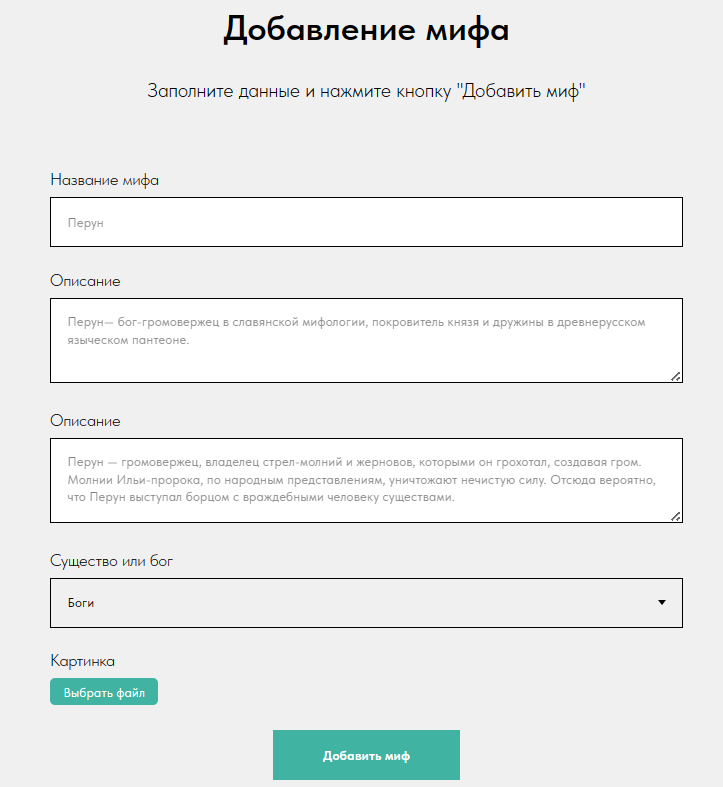 Добавление мифа
Заполните данные и нажмите кнопку "Добавить миф"
Название мифа
Перун
Описание
Перун— бог-громовержец в славянской мифологии, покровитель князя и дружины в древнерусском
языческом пантеоне.
Описание
Перун — громовержец, владелец стрел-молний и жерновов, которыми он грохотал, создавая гром.
Молнии Ильи-пророка, по народным представлениям, уничтожают нечистую силу. Отсюда вероятно,
что Перун выступал борцом с враждебными человеку существами.
Существо или бог
Боги
Картинка
Выбрать файл
Добавить миф